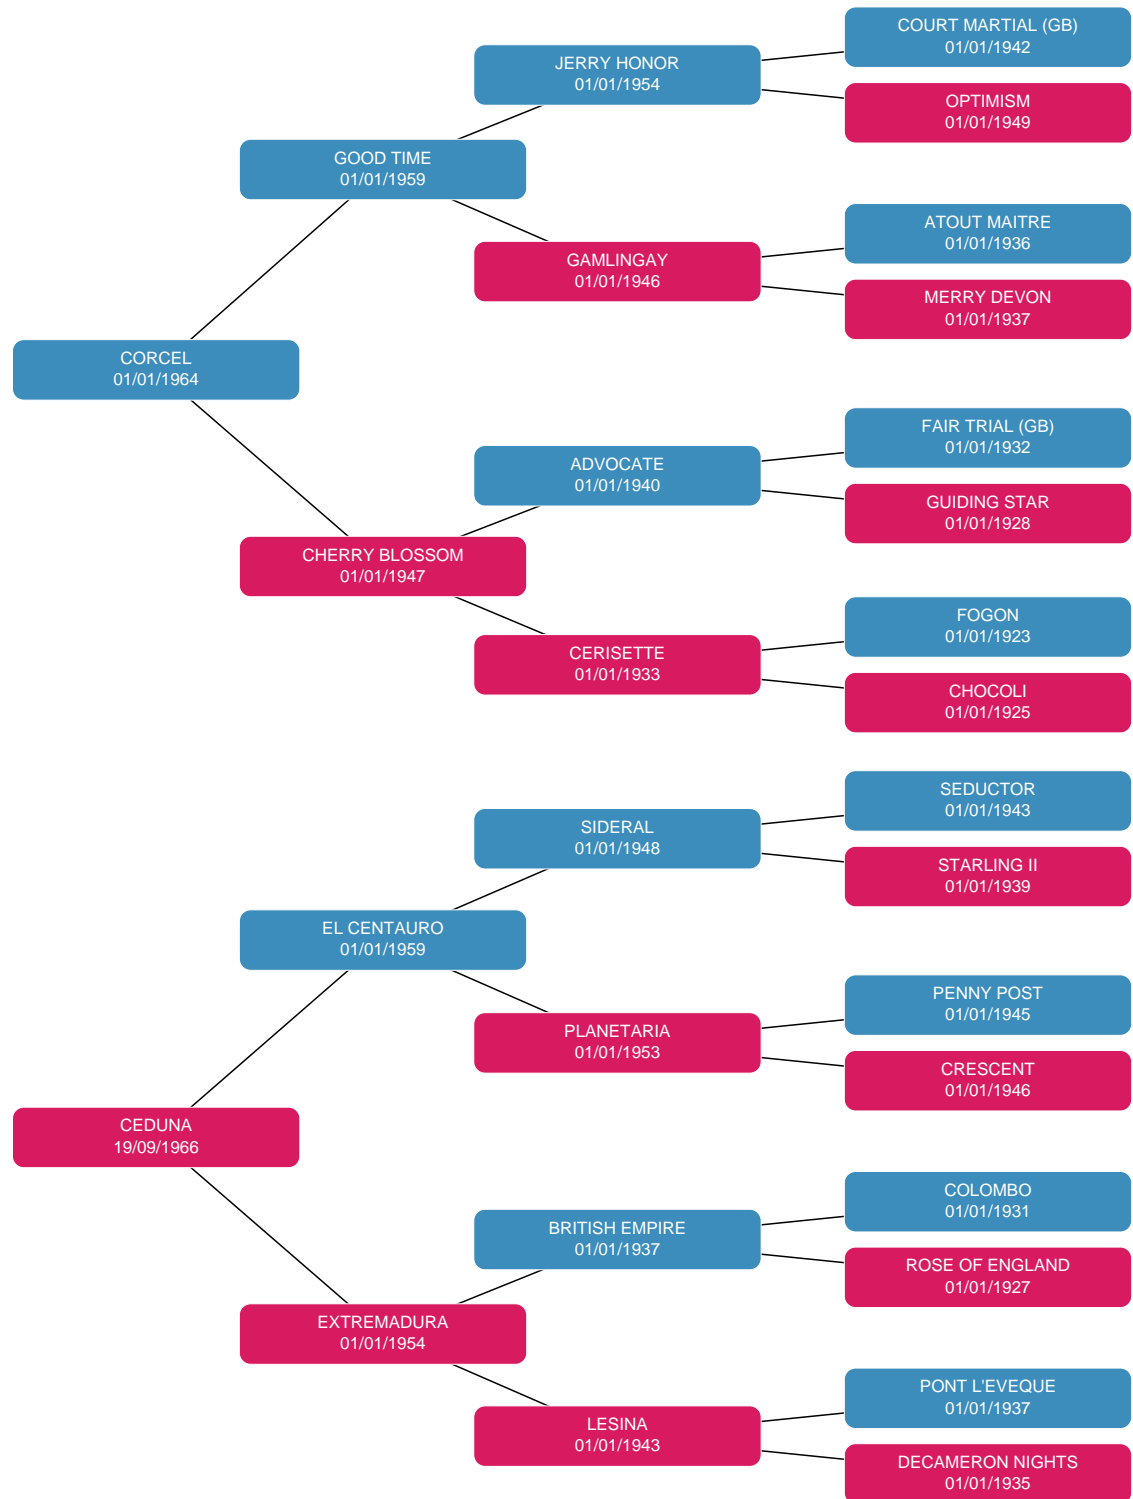 COURT MARTIAL (GB)
01/01/1942
JERRY HONOR
01/01/1954
OPTIMISM
01/01/1949
GOOD TIME
01/01/1959
ATOUT MAITRE
01/01/1936
GAMLINGAY
01/01/1946
MERRY DEVON
01/01/1937
CORCEL
01/01/1964
FAIR TRIAL (GB)
01/01/1932
ADVOCATE
01/01/1940
GUIDING STAR
01/01/1928
CHERRY BLOSSOM
01/01/1947
FOGON
01/01/1923
CERISETTE
01/01/1933
CHOCOLI
01/01/1925
SEDUCTOR
01/01/1943
SIDERAL
01/01/1948
STARLING II
01/01/1939
EL CENTAURO
01/01/1959
PENNY POST
01/01/1945
PLANETARIA
01/01/1953
CRESCENT
01/01/1946
CEDUNA
19/09/1966
COLOMBO
01/01/1931
BRITISH EMPIRE
01/01/1937
ROSE OF ENGLAND
01/01/1927
EXTREMADURA
01/01/1954
PONT L'EVEQUE
01/01/1937
LESINA
01/01/1943
DECAMERON NIGHTS
01/01/1935